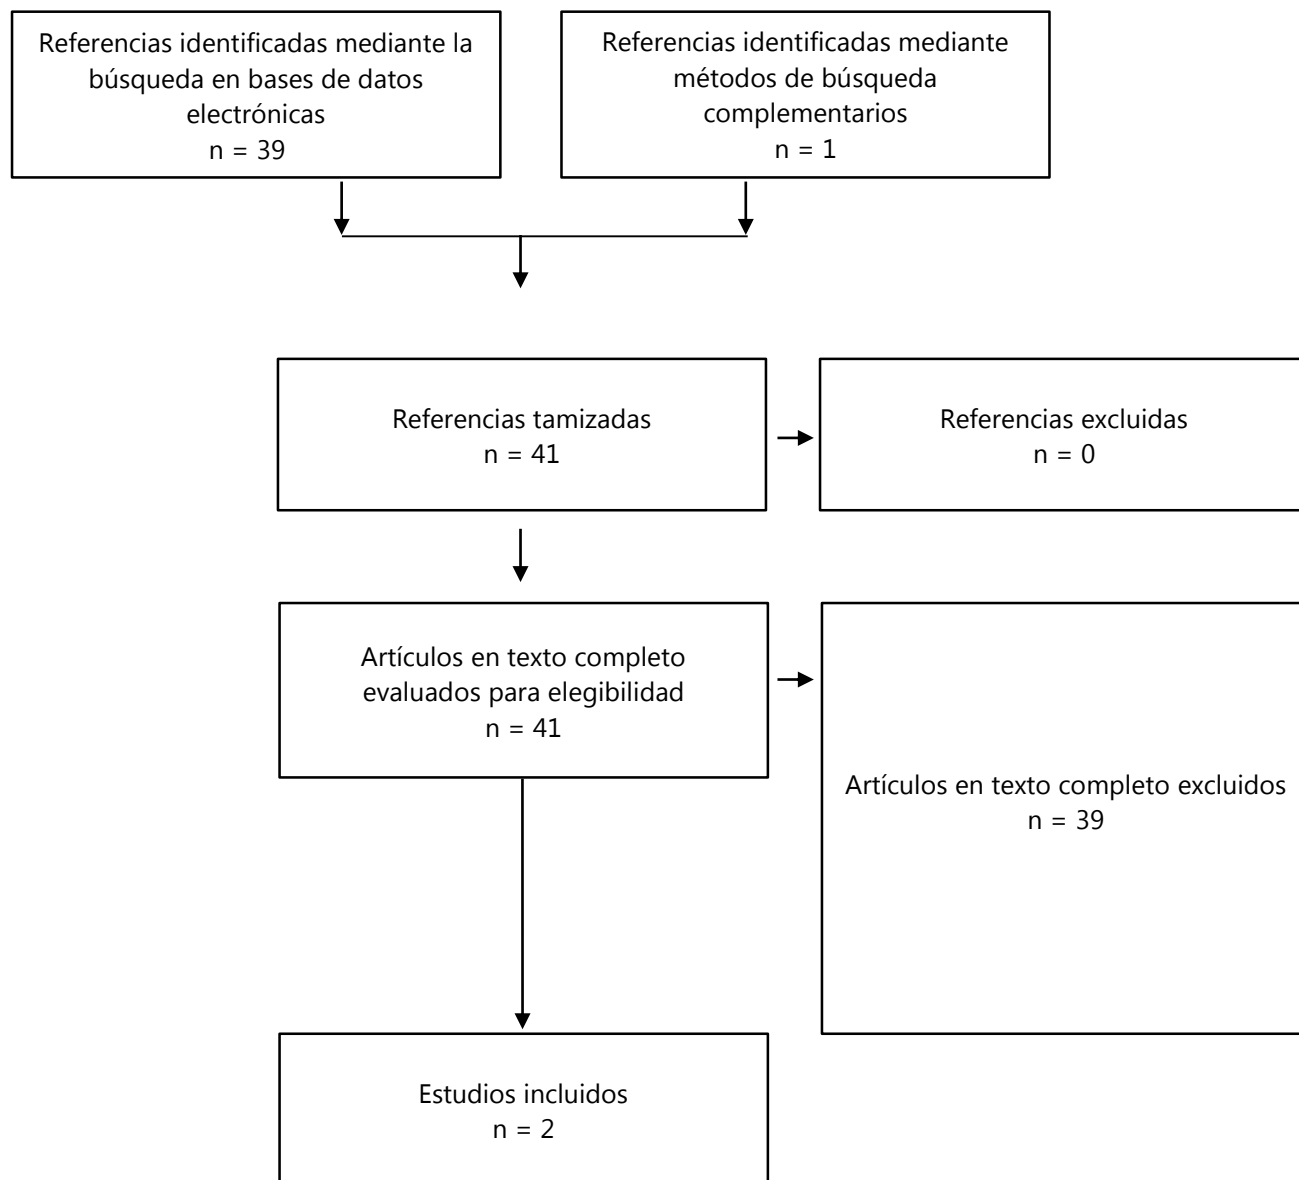 Referencias identificadas mediante la
búsqueda en bases de datos
electrónicas
n = 39
Referencias identificadas mediante
métodos de búsqueda
complementarios
n = 1
Referencias tamizadas
n = 41
Referencias excluidas
n = 0
Artículos en texto completo
evaluados para elegibilidad
n = 41
Artículos en texto completo excluidos
n = 39
Estudios incluidos
n = 2